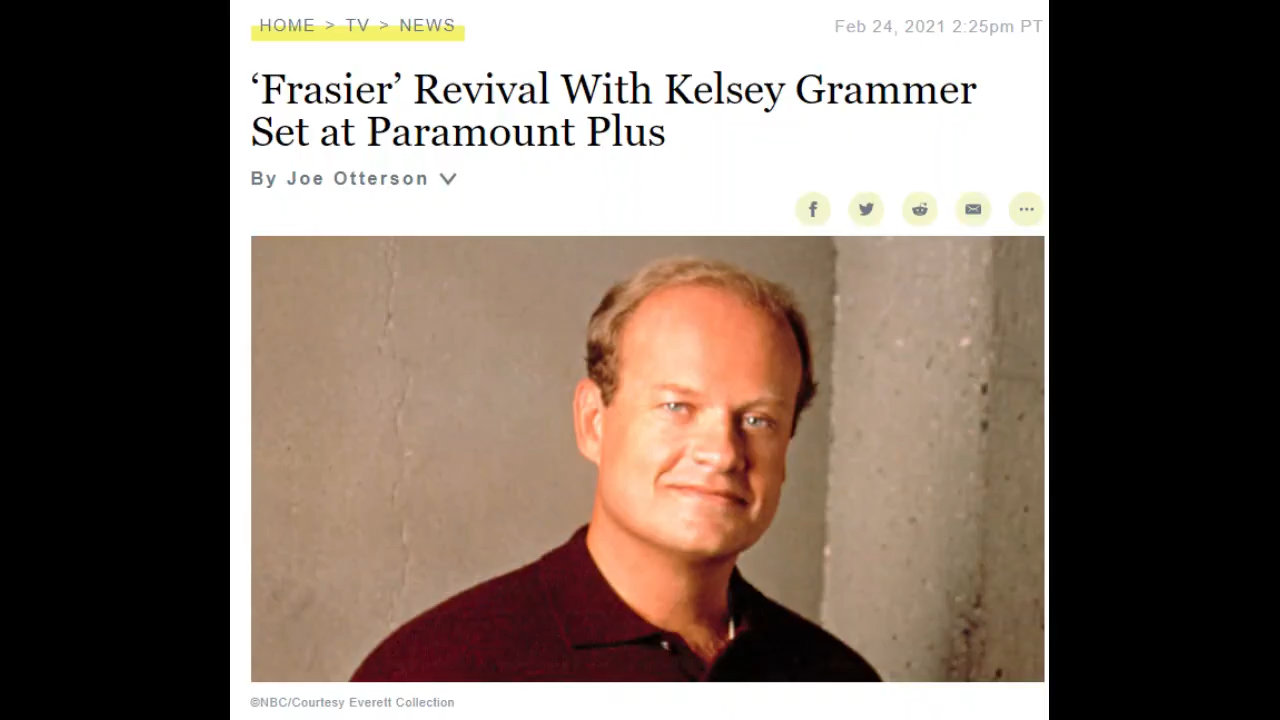 HOME > TV > NEWS
Feb 24, 2021 2:25pm PT
‘Frasier’ Revival With Kelsey Grammer
Set at Paramount Plus
By Joe Otterson
©NBC/Courtesy Everett Collection